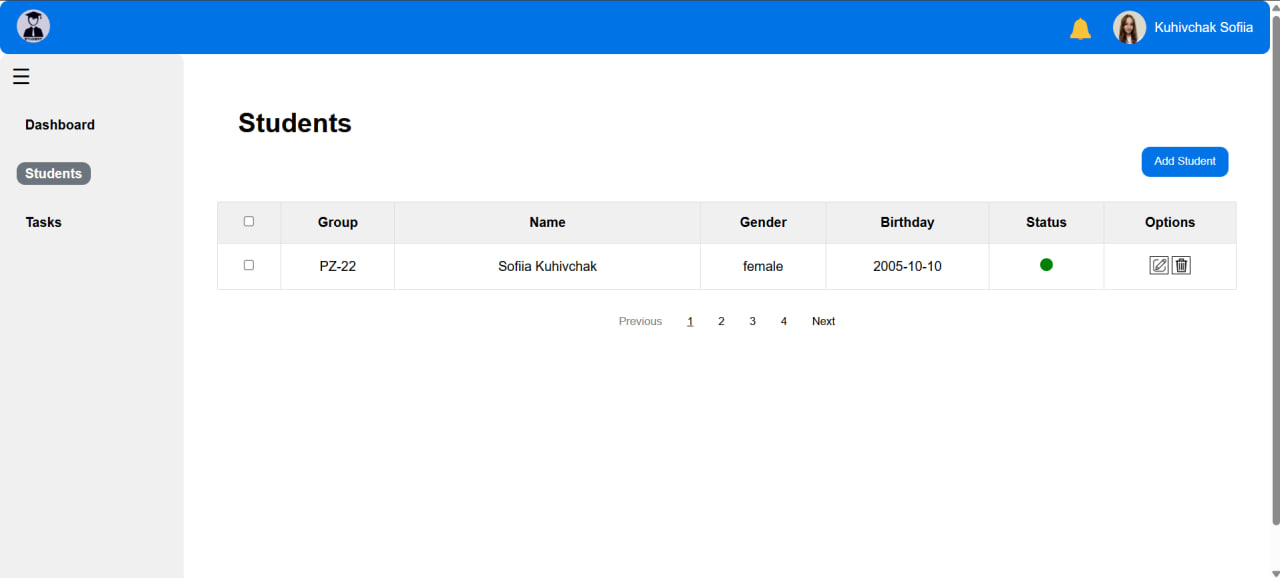 Kuhivchak Sofiia
Dashboard
Students
Tasks
Students
Add Student
Group Name Gender Birthday Status Options
PZ-22 Sofiia Kuhivchak female 2005-10-10
Previous 1 2 3 4 Next